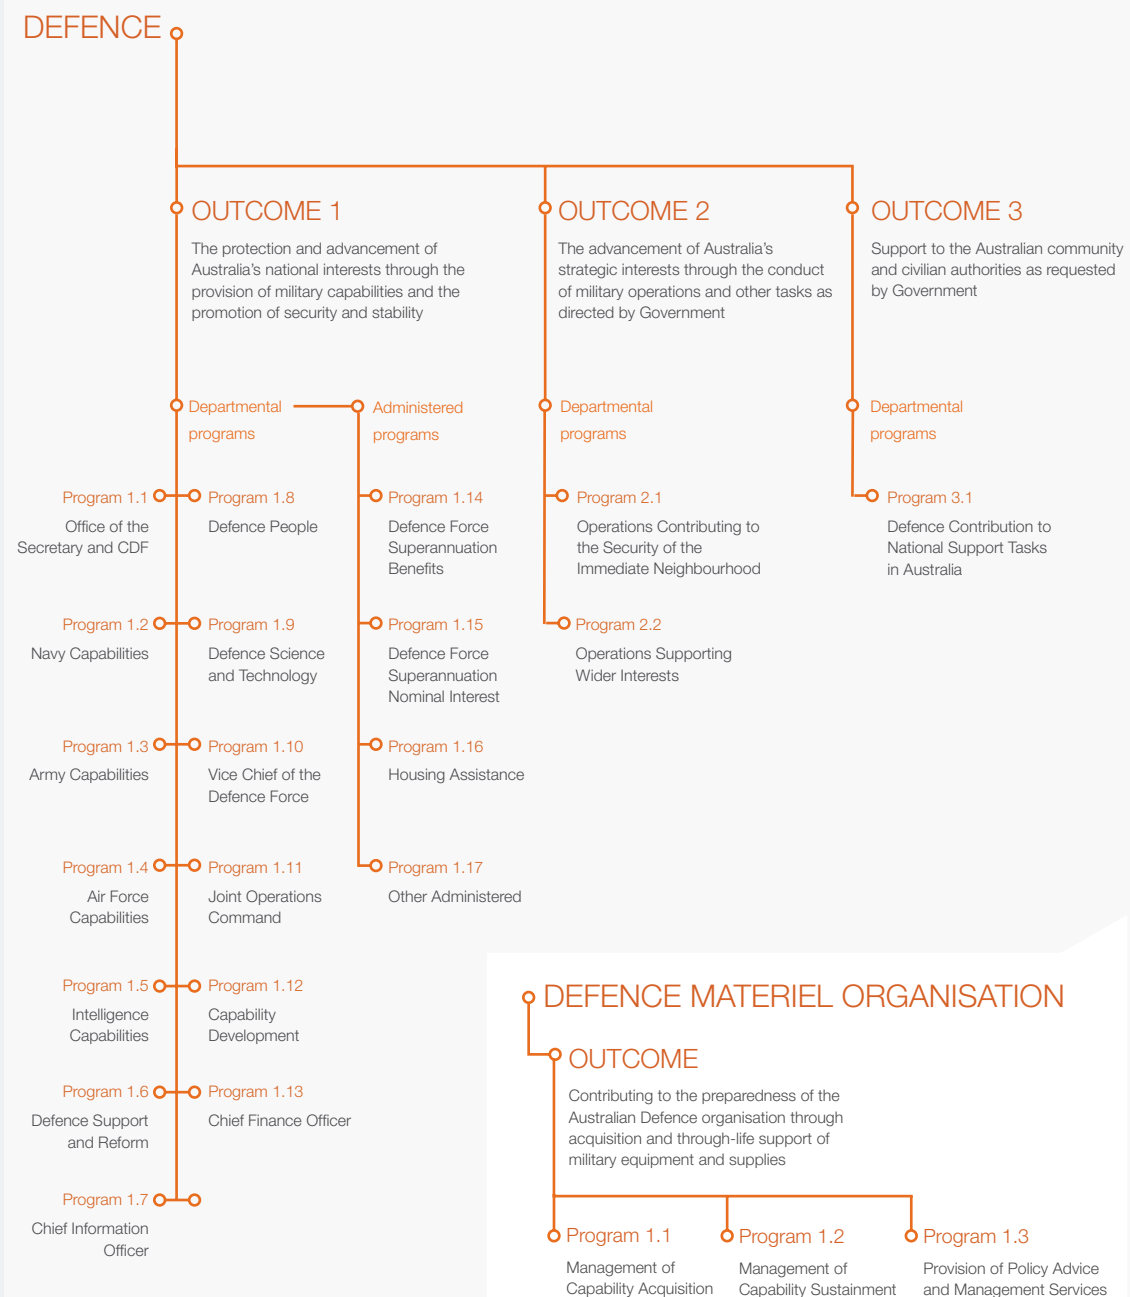 DEFENCE
OUTCOME 1
The protection and advancement of
Australia's national interests through the
provision of military capabilities and the
promotion of security and stability
OUTCOME 2
The advancement of Australia's
strategic interests through the conduct
of military operations and other tasks as
directed by Government
OUTCOME 3
Support to the Australian community
and civilian authorities as requested
by Government
Departmental
programs
Administered
programs
Departmental
programs
Departmental
programs
Program 1.1
Office of the
Secretary and CDF
Program 1.2
Navy Capabilities
Program 1.3
Army Capabilities
Program 1.4
Air Force
Capabilities
Program 1.5
Intelligence
Capabilities
Program 1.6
Defence Support
and Reform
Program 1.7
Chief Information
Officer
Program 1.8
Defence People
Program 1.9
Defence Science
and Technology
Program 1.10
Vice Chief of the
Defence Force
Program 1.11
Joint Operations
Command
Program 1.12
Capability
Development
Program 1.13
Chief Finance Officer
Program 1.14
Defence Force
Superannuation
Benefits
Program 1.15
Defence Force
Superannuation
Nominal Interest
Program 1.16
Housing Assistance
Program 1.17
Other Administered
Program 2.1
Operations Contributing to
the Security of the
Immediate Neighbourhood
Program 2.2
Operations Supporting
Wider Interests
Program 3.1
Defence Contribution to
National Support Tasks
in Australia
DEFENCE MATERIEL ORGANISATION
OUTCOME
Contributing to the preparedness of the
Australian Defence organisation through
acquisition and through-life support of
military equipment and supplies
Program 1.1
Management of
Capability Acquisition
Program 1.2
Management of
Capability Sustainment
Program 1.3
Provision of Policy Advice
and Management Services